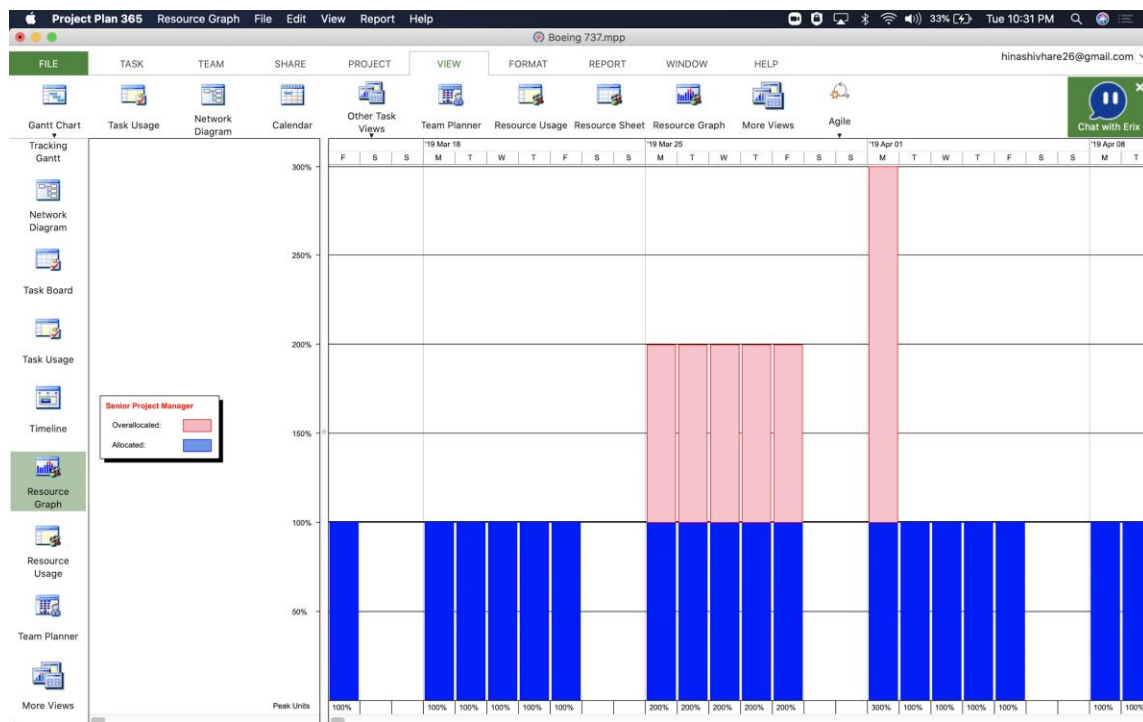 Project Plan 365 Resource Graph File Edit View Report Help 33% Tue 10:31 PM
Boeing 737.mpp
hinashivhare26@gmail.com
FILE TASK TEAM SHARE PROJECT VIEW FORMAT REPORT WINDOW HELP
Gantt Chart
Task Usage
Network
Diagram
Calendar
Other Task
Views
Team Planner
Resource Usage
Resource Sheet
Resource Graph
More Views
Agile
Chat with Erix
Tracking
Gantt
Network
Diagram
Task Board
Task Usage
Timeline
Resource
Graph
Resource
Usage
Team Planner
More Views
Senior Project Manager
Overallocated:
Allocated:
'19 Mar 18 '19 Mar 25 '19 Apr 01 '19 Apr 08
F S S M T W T F S S M T W T F S S M T W T F S S M T
300%
250%
200%
150%
100%
50%
Peak Units 100% 100% 100% 100% 100% 100% 200% 200% 200% 200% 200% 300% 100% 100% 100% 100% 100% 100%